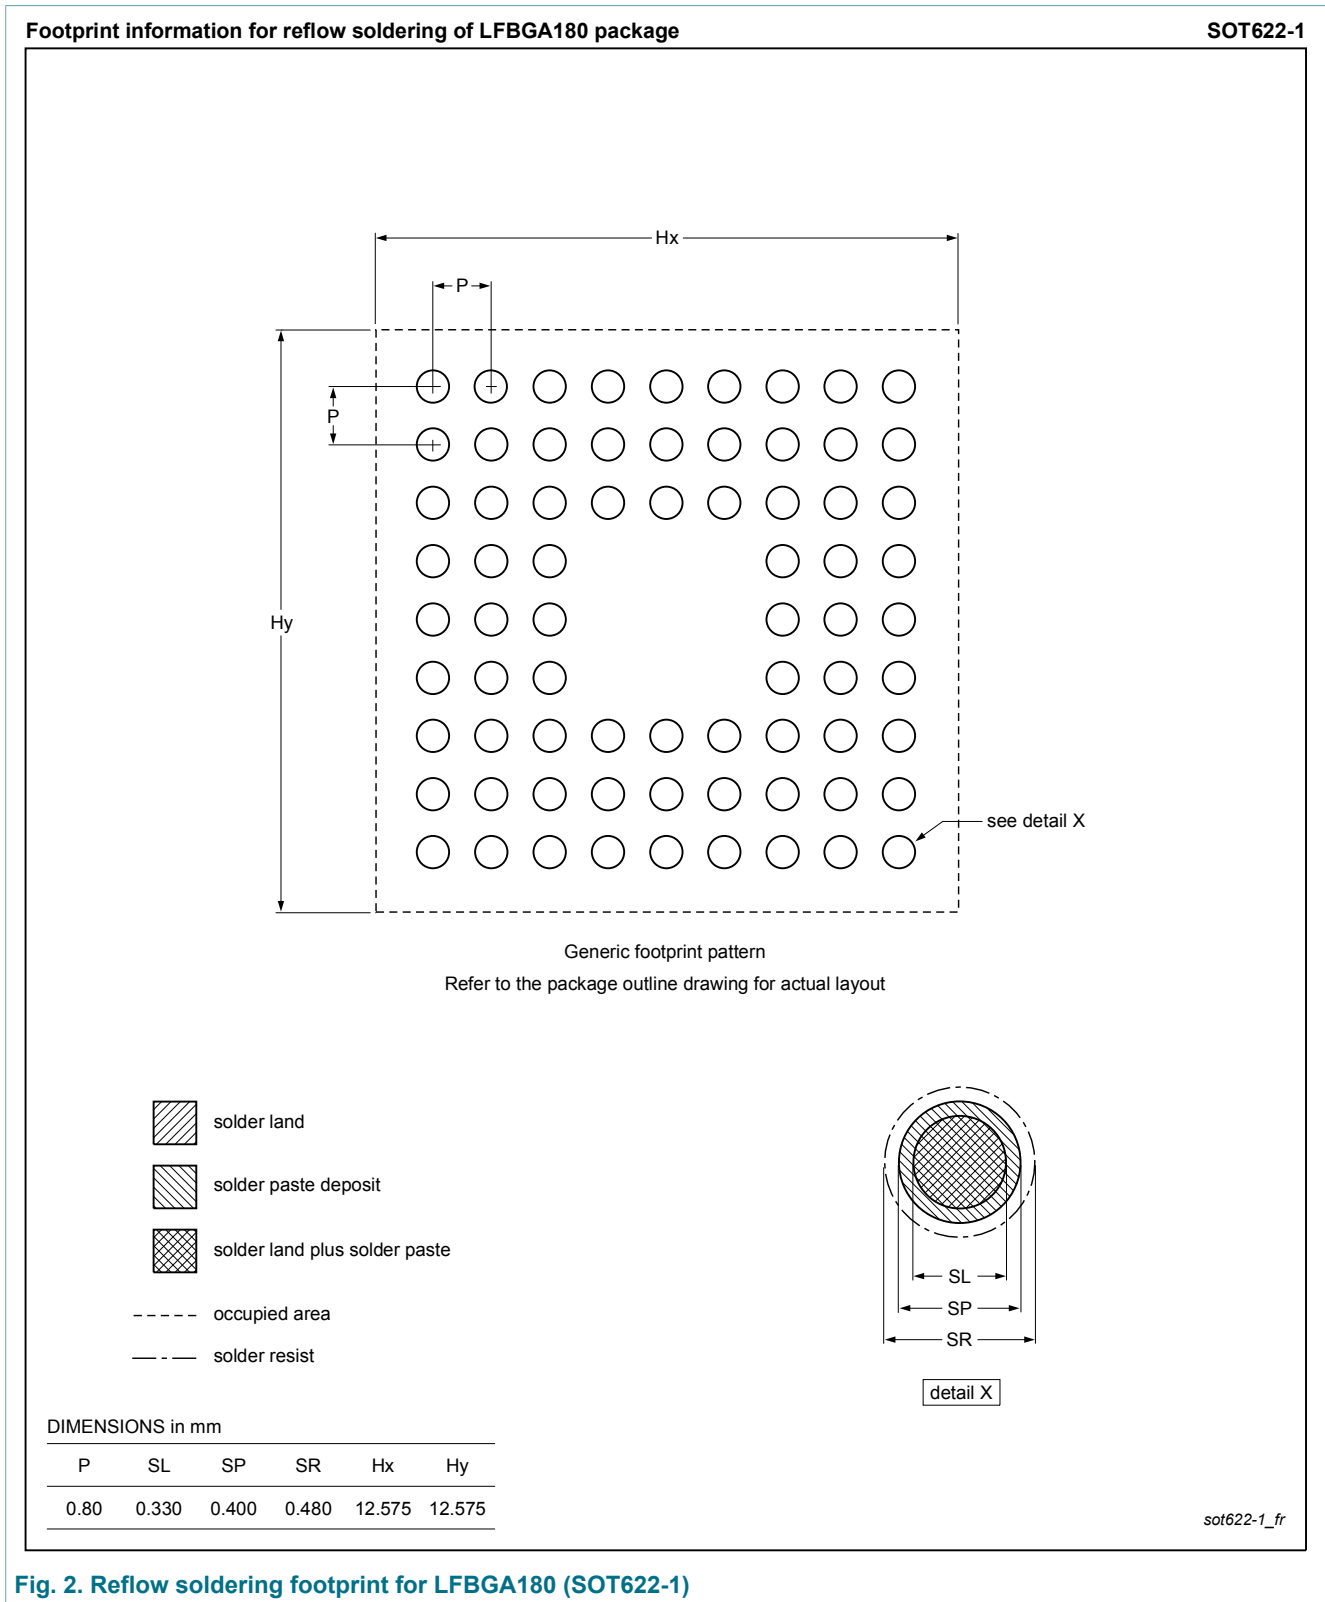 Footprint information for reflow soldering of LFBGA180 package SOT622-1
Hx
P
P
Hy
see detail X
Generic footprint pattern
Refer to the package outline drawing for actual layout
solder land
solder paste deposit
solder land plus solder paste
occupied area
solder resist
SL
SP
SR
detail X
DIMENSIONS in mm
P SL SP SR Hx Hy
0.80 0.330 0.400 0.480 12.575 12.575
sot622-1_fr
Fig. 2. Reflow soldering footprint for LFBGA180 (SOT622-1)